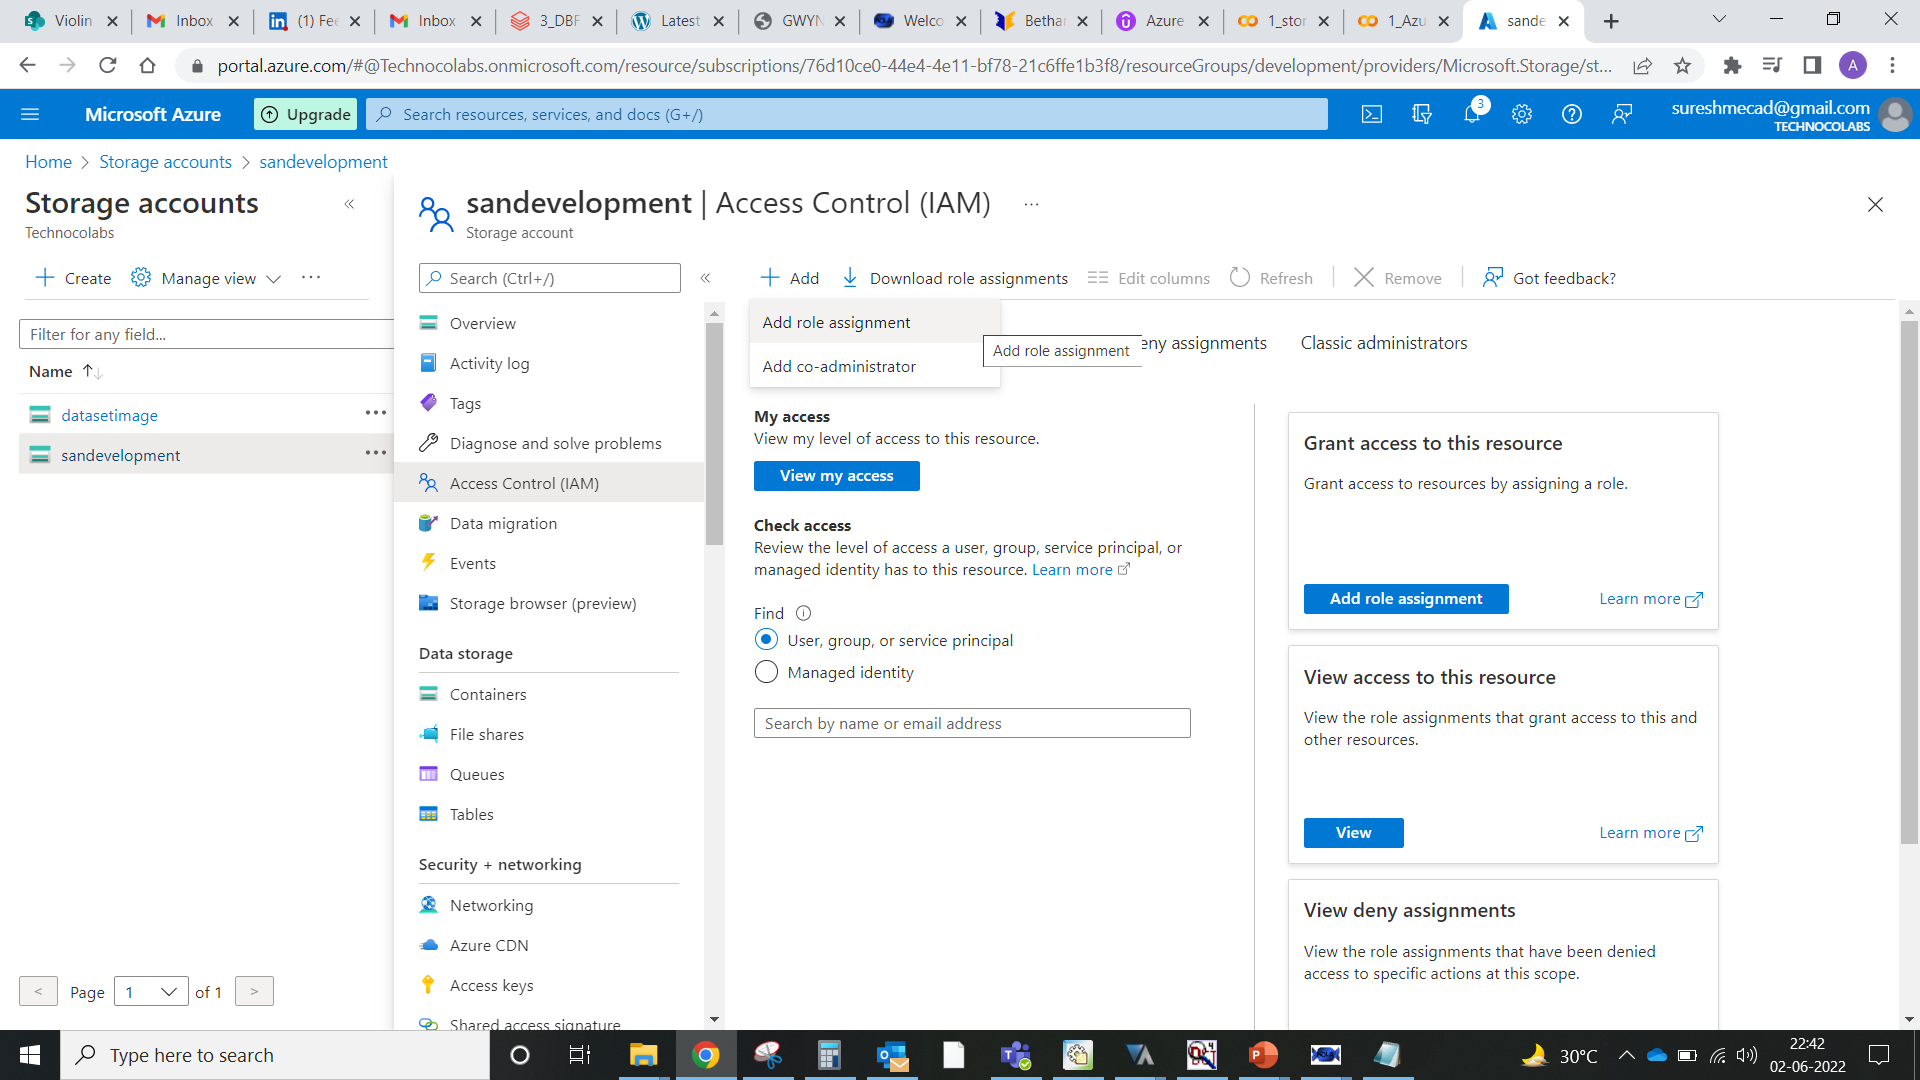 Violin
Inbox
(1) Fe
Inbox
3_DBF
Latest
GWYN
Welco
Bethar
Azure
1_stor
1_Azu
sande
portal.azure.com/#@Technocolabs.onmicrosoft.com/resource/subscriptions/76d10ce0-44e4-4e11-bf78-21c6ffe1b3f8/resourceGroups/development/providers/Microsoft.Storage/st...
A
Microsoft Azure
Upgrade
Search resources, services, and docs (G+/)
3
sureshmecad@gmail.com
TECHNOCOLABS
Home > Storage accounts > sandevelopment
Storage accounts
Technocolabs
Create
Manage view
Filter for any field...
Name
datasetimage
sandevelopment
< Page 1 of 1 >
sandevelopment | Access Control (IAM)
Storage account
Search (Ctrl+/)
Overview
Activity log
Tags
Diagnose and solve problems
Access Control (IAM)
Data migration
Events
Storage browser (preview)
Data storage
Containers
File shares
Queues
Tables
Security + networking
Networking
Azure CDN
Access keys
Shared access signature
Add
Download role assignments
Edit columns
Refresh
Remove
Got feedback?
Add role assignment
Add co-administrator
Add role assignment
eny assignments
Classic administrators
My access
View my level of access to this resource.
View my access
Check access
Review the level of access a user, group, service principal, or
managed identity has to this resource. Learn more
Find
User, group, or service principal
Managed identity
Search by name or email address
Grant access to this resource
Grant access to resources by assigning a role.
Add role assignment
Learn more
View access to this resource
View the role assignments that grant access to this and
other resources.
View
Learn more
View deny assignments
View the role assignments that have been denied
access to specific actions at this scope.
Type here to search
30°C
22:42
02-06-2022